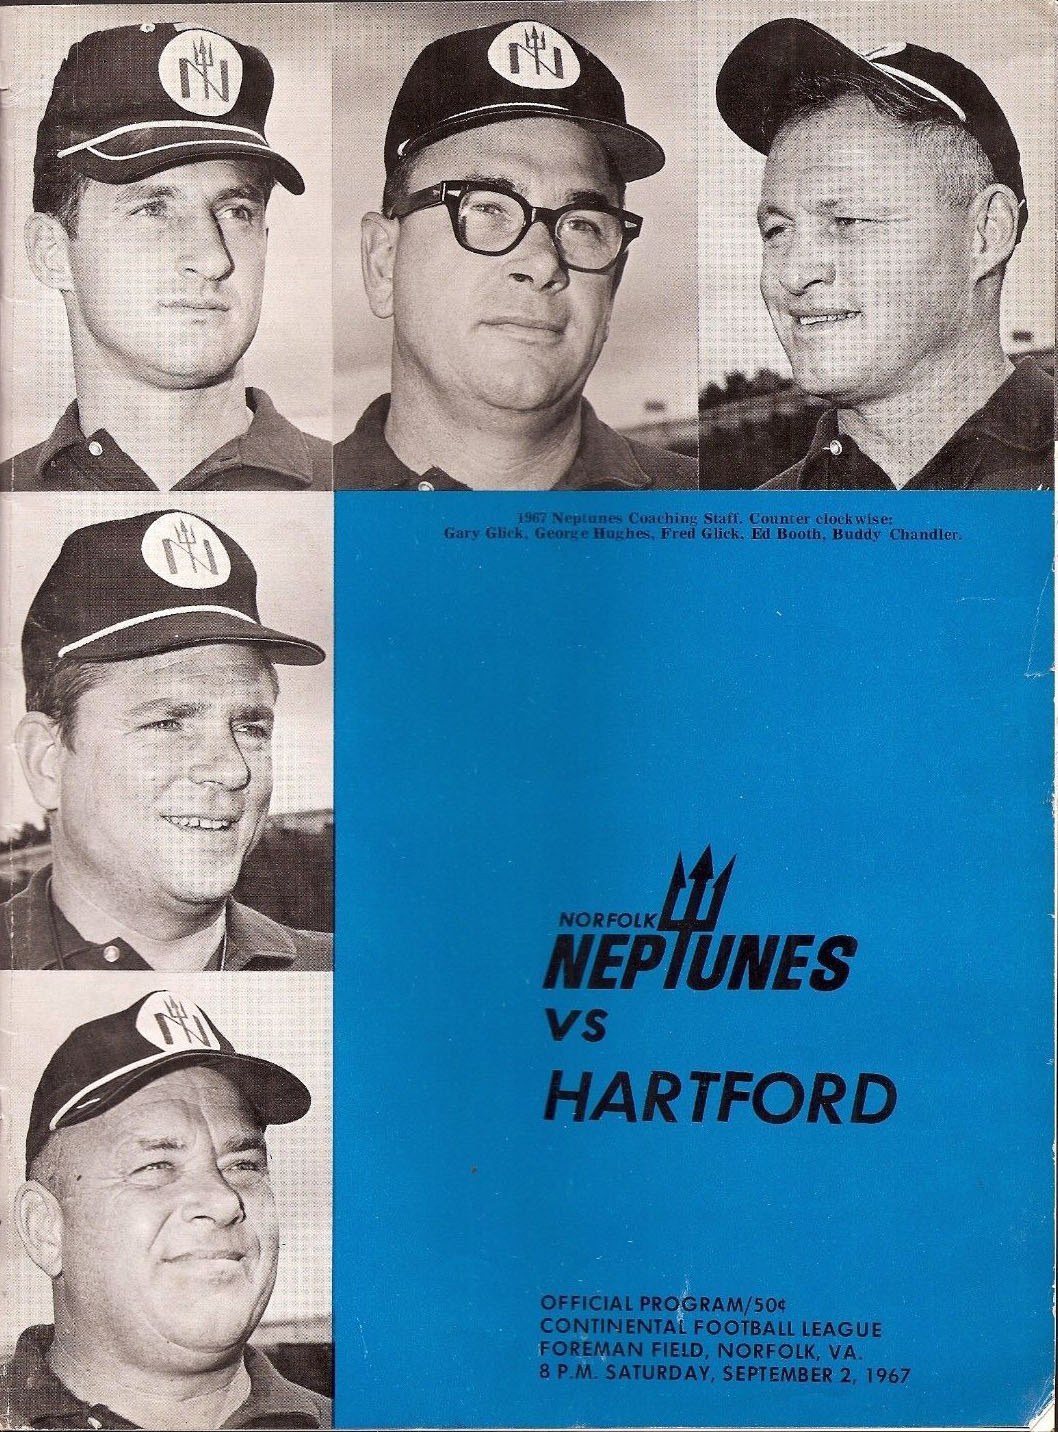 N
N
N
N
1967 Neptunes Coaching Staff. Counter clockwise:
Gary Glick, George Hughes, Fred Glick, Ed Booth, Buddy Chandler.
NORFOLK
NEPTUNES
VS
HARTFORD
OFFICIAL PROGRAM/50¢
CONTINENTAL FOOTBALL LEAGUE
FOREMAN FIELD, NORFOLK, VA.
8 P.M. SATURDAY, SEPTEMBER 2, 1967